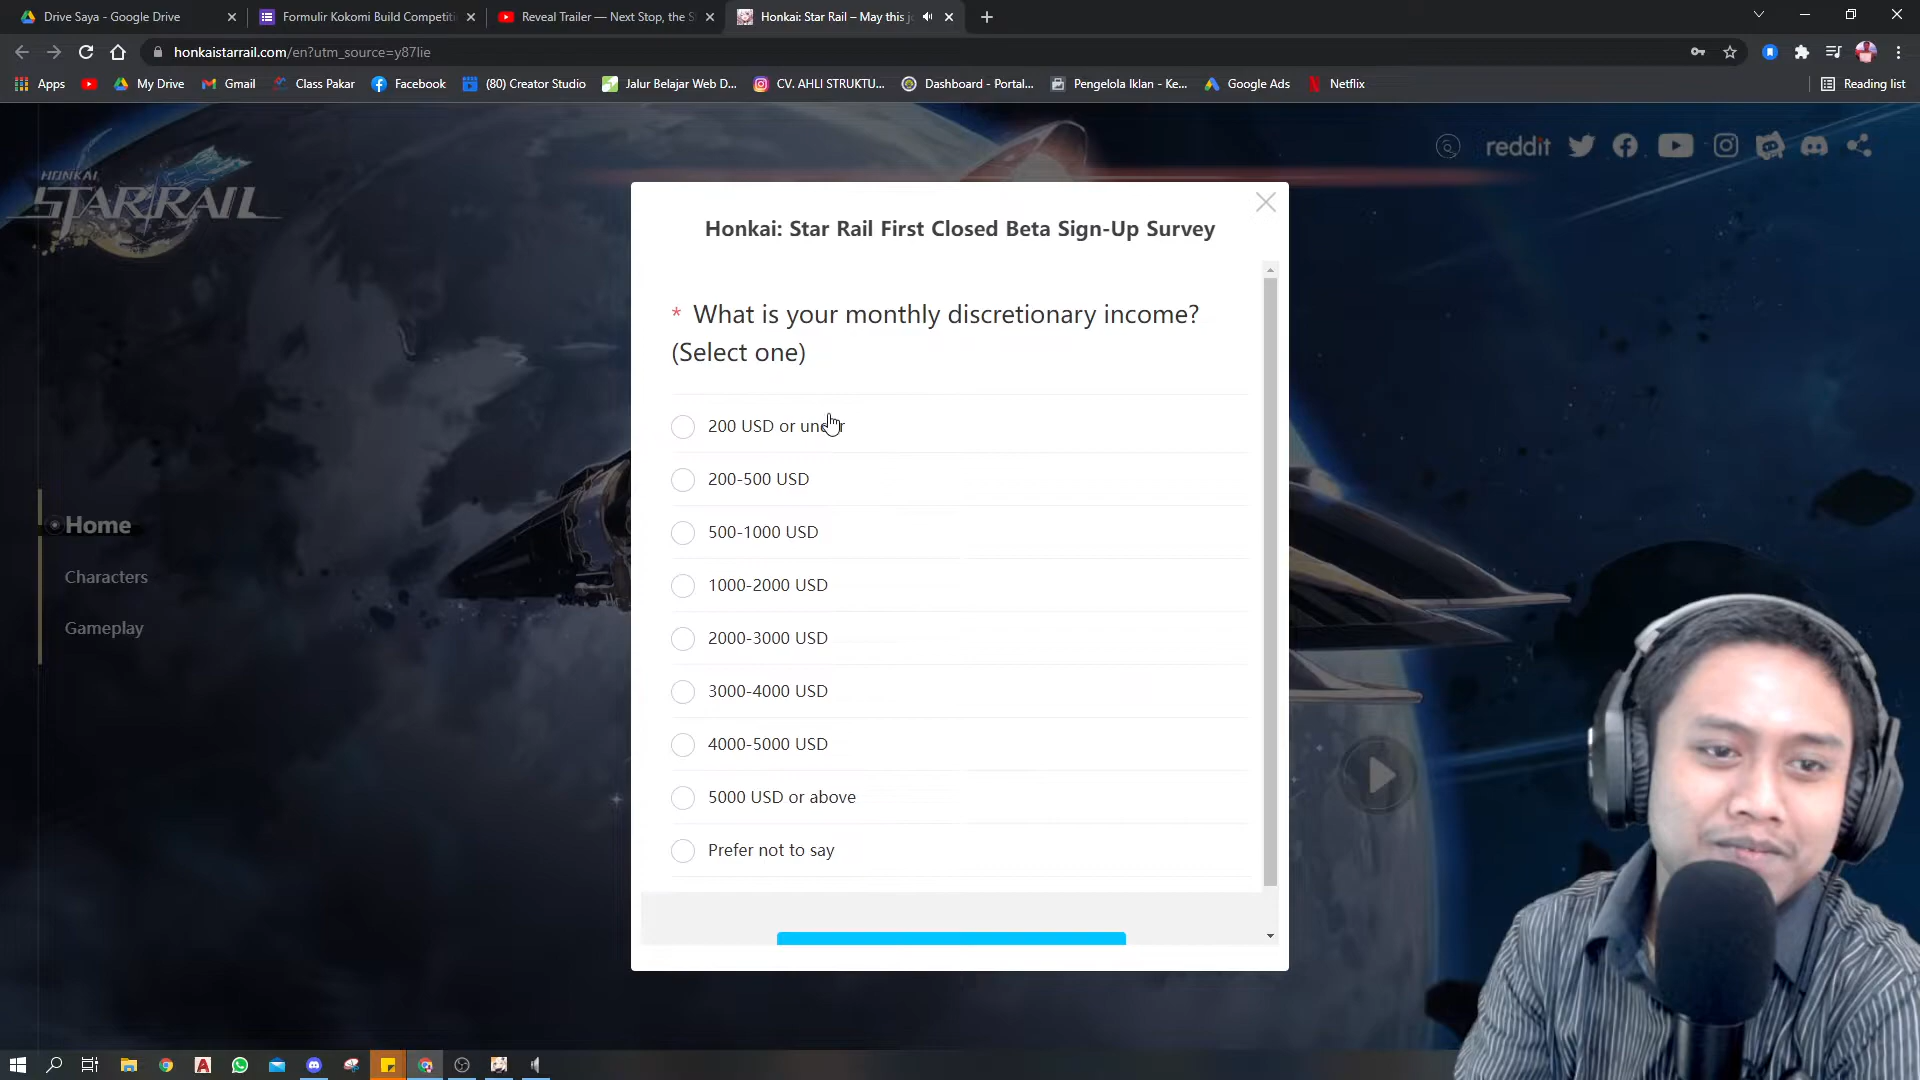 Drive Saya - Google Drive
Formulir Kokomi Build Competiti
Reveal Trailer — Next Stop, the S
Honkai: Star Rail – May this j
honkaistarrail.com/en?utm_source=y87lie
Apps
My Drive
Gmail
Class Pakar
Facebook
(80) Creator Studio
Jalur Belajar Web D...
CV. AHLI STRUKTU...
Dashboard - Portal...
Pengelola Iklan - Ke...
Google Ads
Netflix
Reading list
HONKAI
STAR RAIL
reddit
Honkai: Star Rail First Closed Beta Sign-Up Survey
* What is your monthly discretionary income?
(Select one)
200 USD or under
200-500 USD
500-1000 USD
1000-2000 USD
2000-3000 USD
3000-4000 USD
4000-5000 USD
5000 USD or above
Prefer not to say
Home
Characters
Gameplay